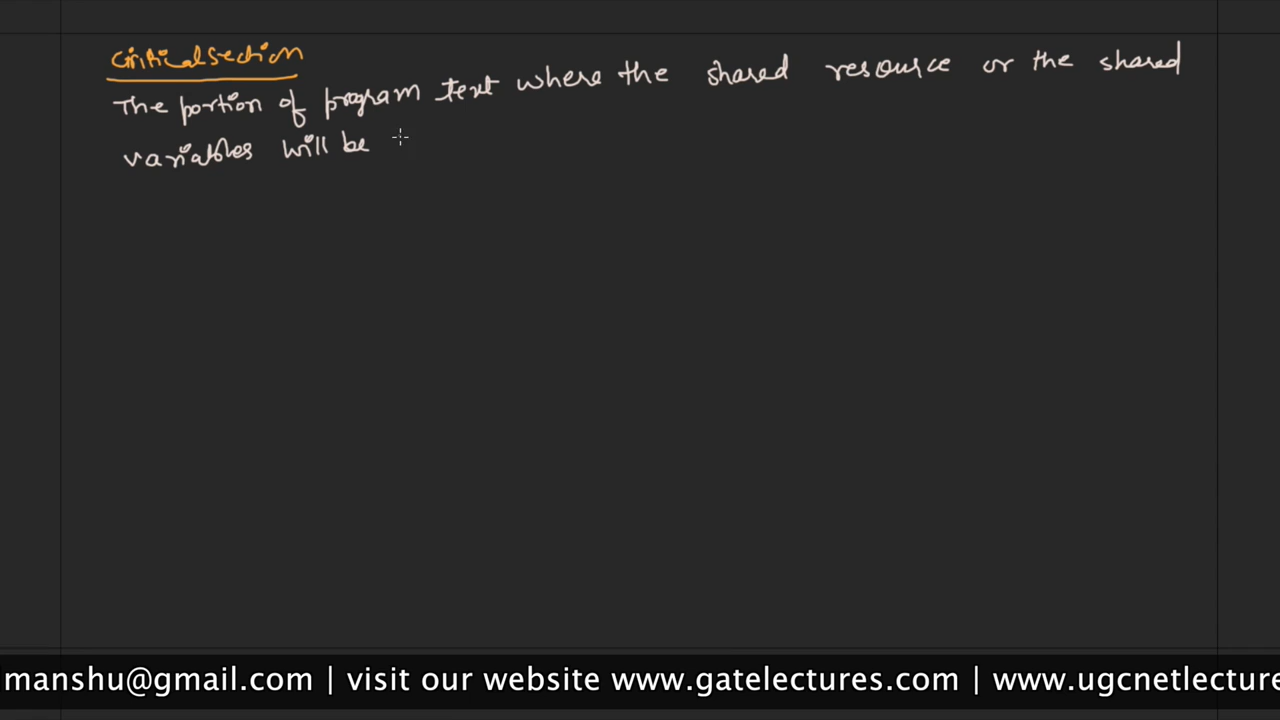 Critical section
The portion of program text where the shared resource or the shared
variables will be
manshu@gmail.com | visit our website www.gatelectures.com | www.ugcnetlecture